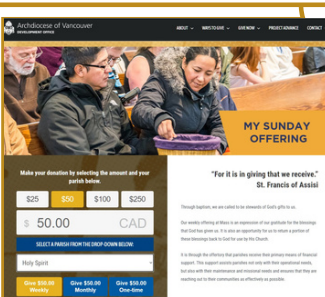 Archdiocese of Vancouver
DEVELOPMENT OFFICE
ABOUT WAYS TO GIVE GIVE NOW PROJECT ADVANCE CONTACT
MY SUNDAY
OFFERING
Make your donation by selecting the amount and your
parish below.
$25 $50 $100 $250
$ 50.00 CAD
SELECT A PARISH FROM THE DROP-DOWN BELOW:
Holy Spirit
Give $50.00
Weekly
Give $50.00
Monthly
Give $50.00
One-time
"For it is in giving that we receive."
St. Francis of Assisi
Through baptism, we are called to be stewards of God's gifts to us.
Our weekly offering at Mass is an expression of our gratitude for the blessings
that God has given us. It is also an opportunity for us to return a portion of
these blessings back to God for use by His Church.
It is through the offertory that parishes receive their primary means of financial
support. This support assists parishes not only with their operational needs,
but also with their maintenance and missional needs and ensures that they are
reaching out to their communities as effectively as possible.